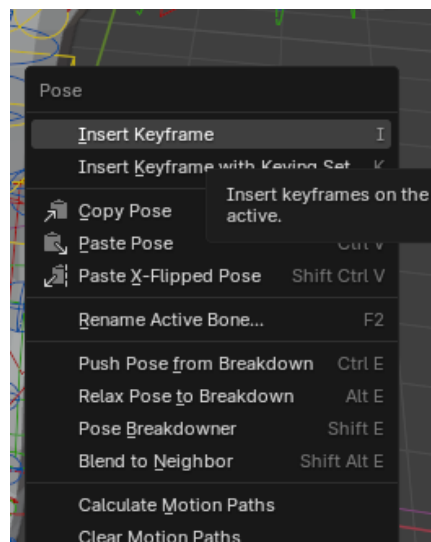 Pose
Insert Keyframe I
Insert Keyframe with Keying Set K
Insert keyframes on the
active.
Copy Pose
Paste Pose Ctrl V
Paste X-Flipped Pose Shift Ctrl V
Rename Active Bone... F2
Push Pose from Breakdown Ctrl E
Relax Pose to Breakdown Alt E
Pose Breakdowner Shift E
Blend to Neighbor Shift Alt E
Calculate Motion Paths
Clear Motion Paths